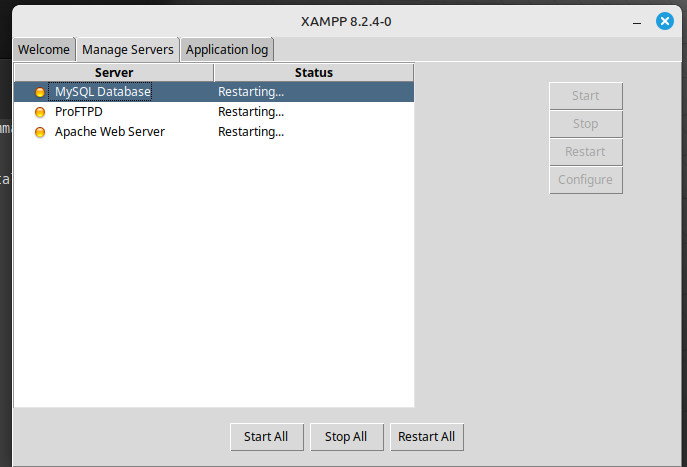 XAMPP 8.2.4-0
Welcome Manage Servers Application log
Server Status
MySQL Database Restarting...
ProFTPD Restarting...
Apache Web Server Restarting...
Start
Stop
Restart
Configure
Start All Stop All Restart All